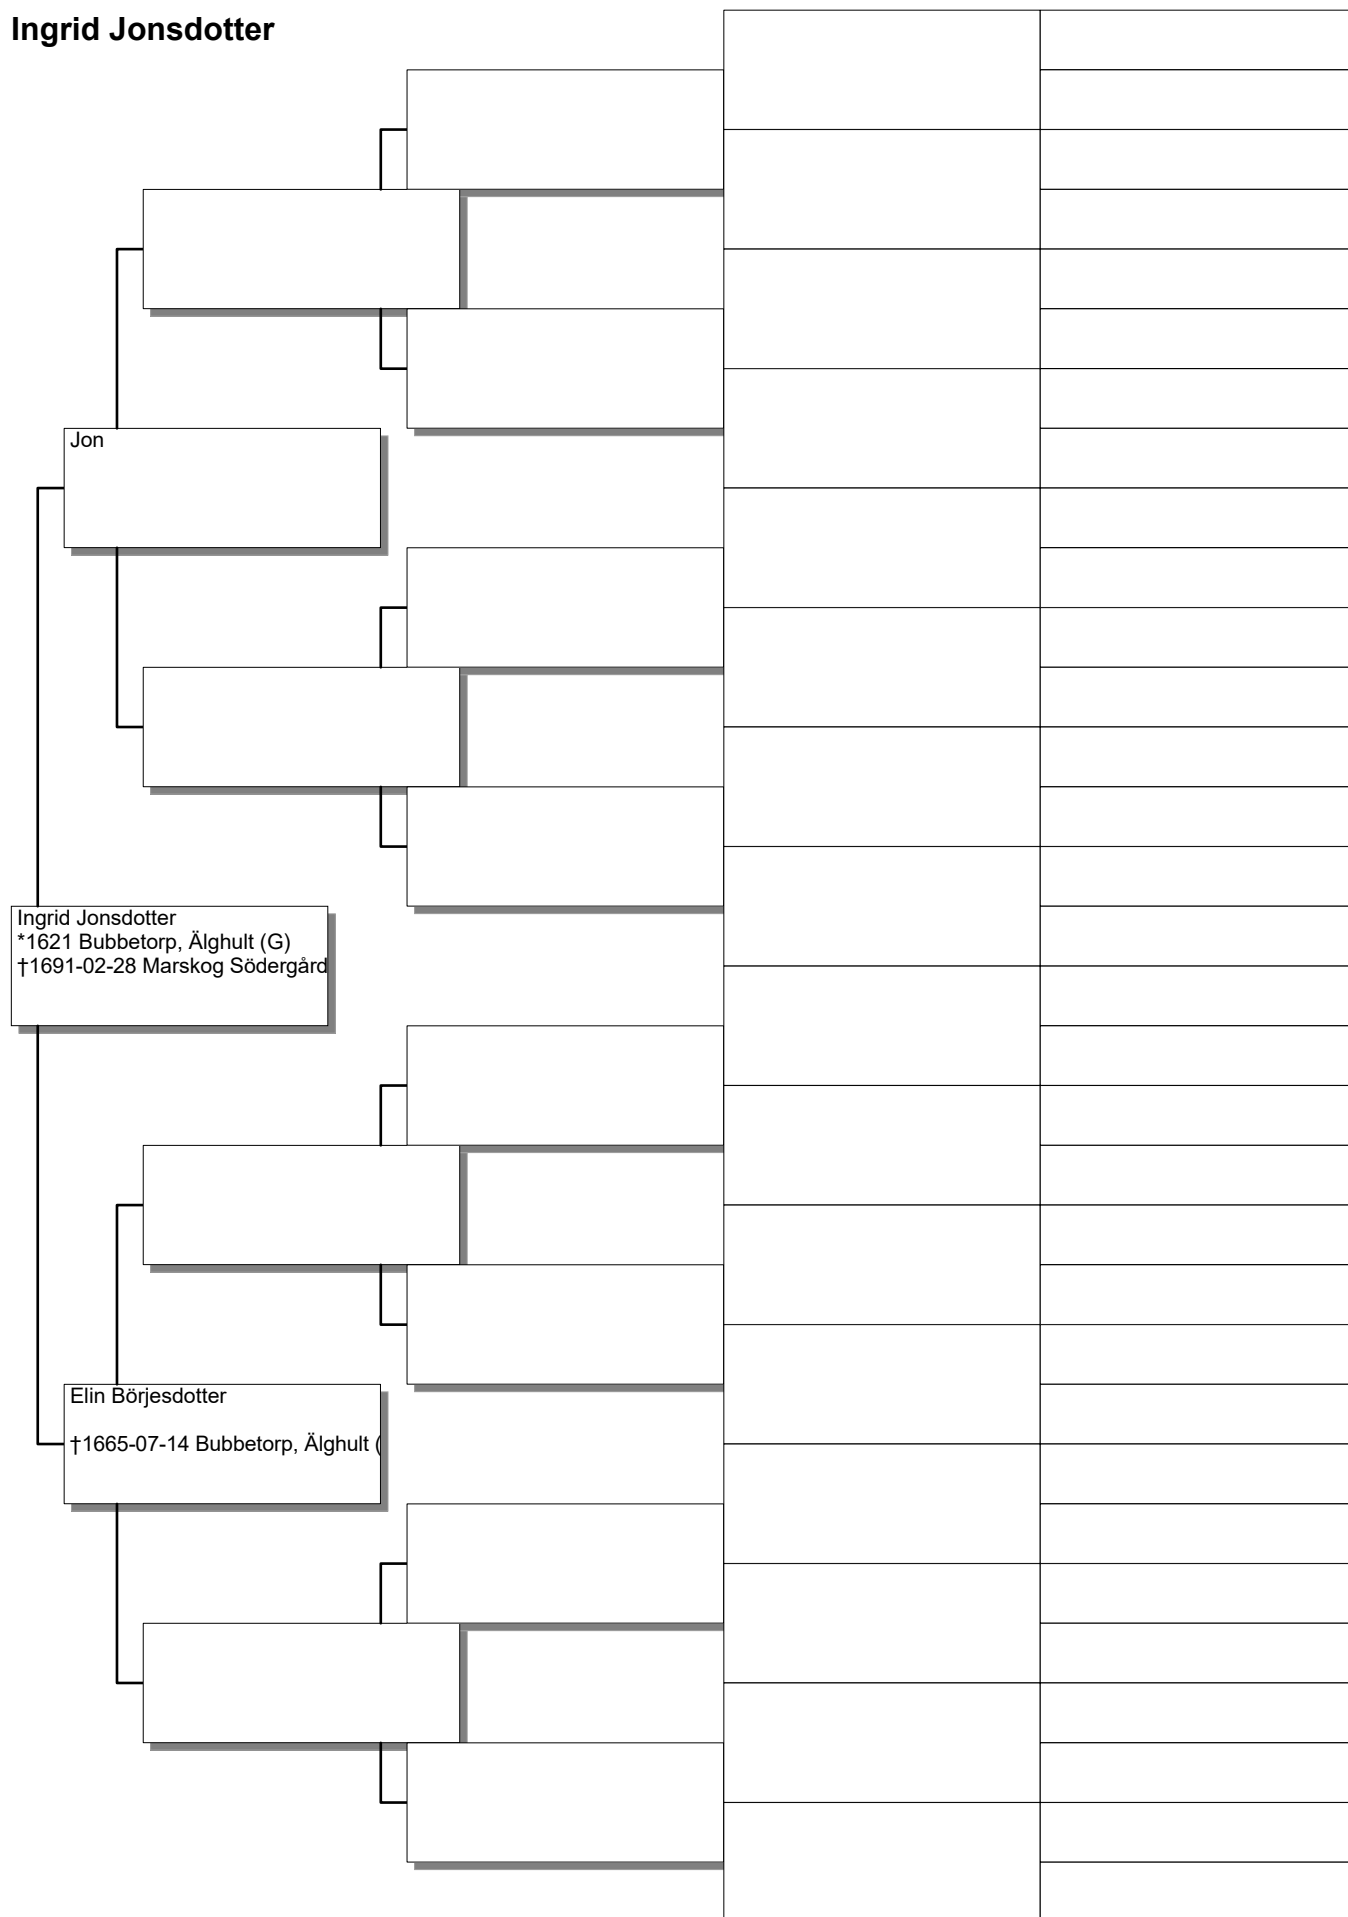 Ingrid Jonsdotter
Jon
Ingrid Jonsdotter
*1621 Bubbetorp, Älghult (G)
†1691-02-28 Marskog Södergård
Elin Börjesdotter
†1665-07-14 Bubbetorp, Älghult (